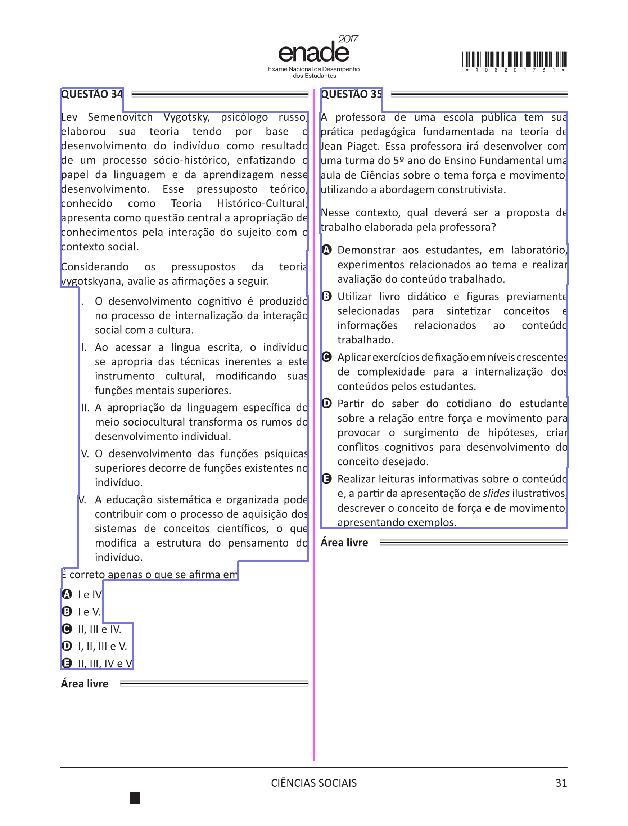 2017
enade
Exame Nacional de Desempenho
dos Estudantes
QUESTÃO 34
Lev Semenovitch Vygotsky, psicólogo russo,
elaborou sua teoria tendo por base o
desenvolvimento do indivíduo como resultado
de um processo sócio-histórico, enfatizando o
papel da linguagem e da aprendizagem nesse
desenvolvimento. Esse pressuposto teórico,
conhecido como Teoria Histórico-Cultural,
apresenta como questão central a apropriação de
conhecimentos pela interação do sujeito com o
contexto social.
Considerando os pressupostos da teoria
vygotskyana, avalie as afirmações a seguir.
I. O desenvolvimento cognitivo é produzido
no processo de internalização da interação
social com a cultura.
II. Ao acessar a língua escrita, o indivíduo
se apropria das técnicas inerentes a este
instrumento cultural, modificando suas
funções mentais superiores.
III. A apropriação da linguagem específica do
meio sociocultural transforma os rumos do
desenvolvimento individual.
IV. O desenvolvimento das funções psíquicas
superiores decorre de funções existentes no
indivíduo.
V. A educação sistemática e organizada pode
contribuir com o processo de aquisição dos
sistemas de conceitos científicos, o que
modifica a estrutura do pensamento do
indivíduo.
É correto apenas o que se afirma em
A I e IV.
B I e V.
C II, III e IV.
D I, II, III e V.
E II, III, IV e V.
Área livre
QUESTÃO 35
A professora de uma escola pública tem sua
prática pedagógica fundamentada na teoria de
Jean Piaget. Essa professora irá desenvolver com
uma turma do 5º ano do Ensino Fundamental uma
aula de Ciências sobre o tema força e movimento,
utilizando a abordagem construtivista.
Nesse contexto, qual deverá ser a proposta de
trabalho elaborada pela professora?
A Demonstrar aos estudantes, em laboratório,
experimentos relacionados ao tema e realizar
avaliação do conteúdo trabalhado.
B Utilizar livro didático e figuras previamente
selecionadas para sintetizar conceitos e
informações relacionados ao conteúdo
trabalhado.
C Aplicar exercícios de fixação em níveis crescentes
de complexidade para a internalização dos
conteúdos pelos estudantes.
D Partir do saber do cotidiano do estudante
sobre a relação entre força e movimento para
provocar o surgimento de hipóteses, criar
conflitos cognitivos para desenvolvimento do
conceito desejado.
E Realizar leituras informativas sobre o conteúdo
e, a partir da apresentação de slides ilustrativos,
descrever o conceito de força e de movimento,
apresentando exemplos.
Área livre
CIÊNCIAS SOCIAIS
31